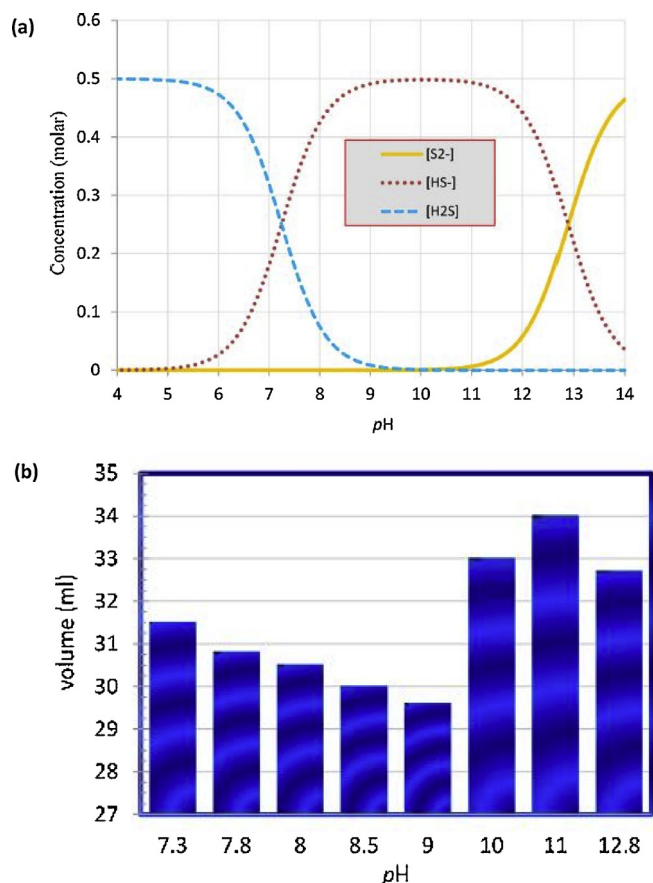 (a)
0.6
0.5
0.4
0.3
0.2
0.1
0
Concentration (molar)
[S2-]
[HS-]
[H2S]
4 5 6 7 8 9 10 11 12 13 14
pH
(b)
35
34
33
32
31
30
29
28
27
volume (ml)
7.3 7.8 8 8.5 9 10 11 12.8
pH